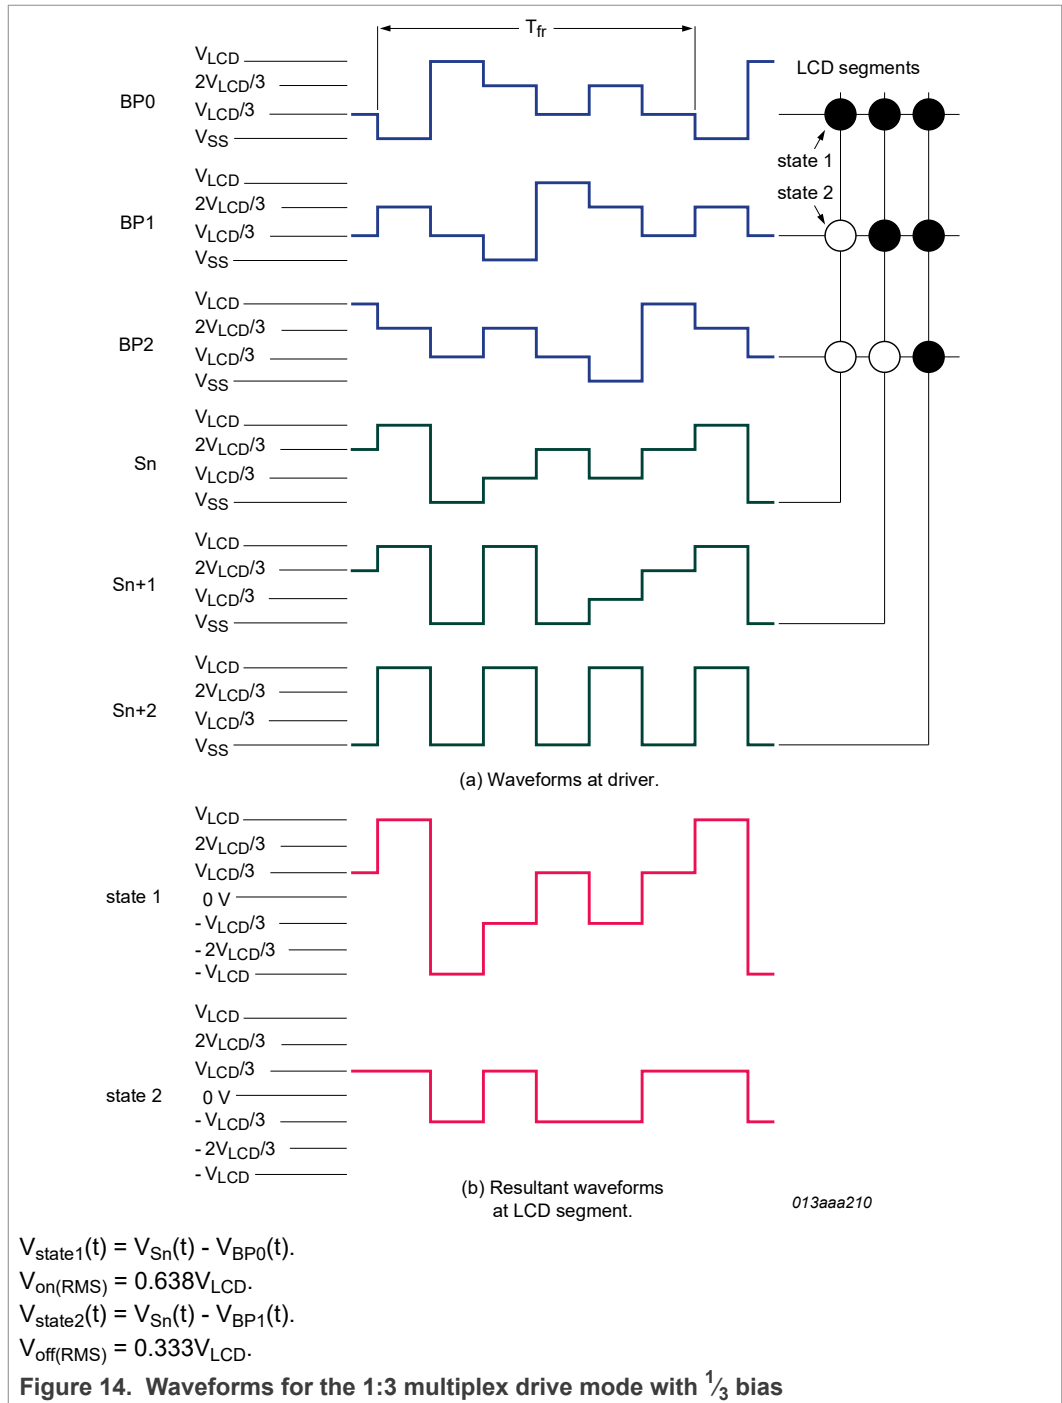 Tfr
VLCD
2VLCD/3
BP0
VLCD/3
VSS
LCD segments
state 1
VLCD
2VLCD/3
BP1
VLCD/3
VSS
state 2
VLCD
2VLCD/3
BP2
VLCD/3
VSS
VLCD
2VLCD/3
Sn
VLCD/3
VSS
VLCD
2VLCD/3
Sn+1
VLCD/3
VSS
VLCD
2VLCD/3
Sn+2
VLCD/3
VSS
(a) Waveforms at driver.
VLCD
2VLCD/3
VLCD/3
state 1
0 V
- VLCD/3
- 2VLCD/3
- VLCD
VLCD
2VLCD/3
VLCD/3
state 2
0 V
- VLCD/3
- 2VLCD/3
- VLCD
(b) Resultant waveforms
at LCD segment.
013aaa210
Vstate1(t) = VSn(t) - VBP0(t).
Von(RMS) = 0.638VLCD.
Vstate2(t) = VSn(t) - VBP1(t).
Voff(RMS) = 0.333VLCD.
Figure 14. Waveforms for the 1:3 multiplex drive mode with 1/3 bias